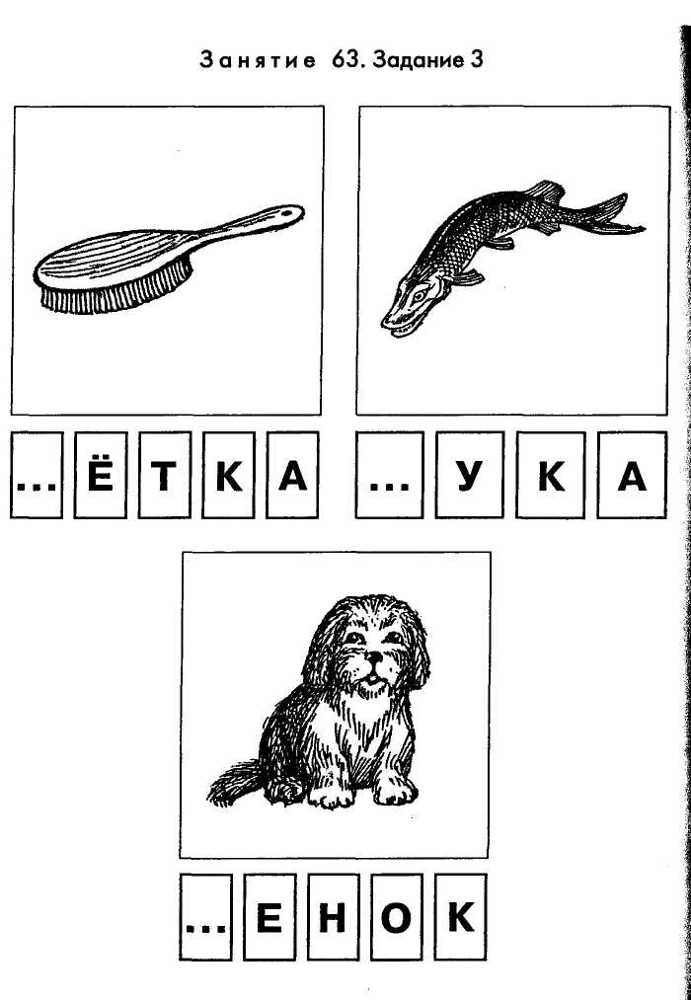 Занятие 63. Задание 3
... Ё Т К А
... У К А
... Е Н О К